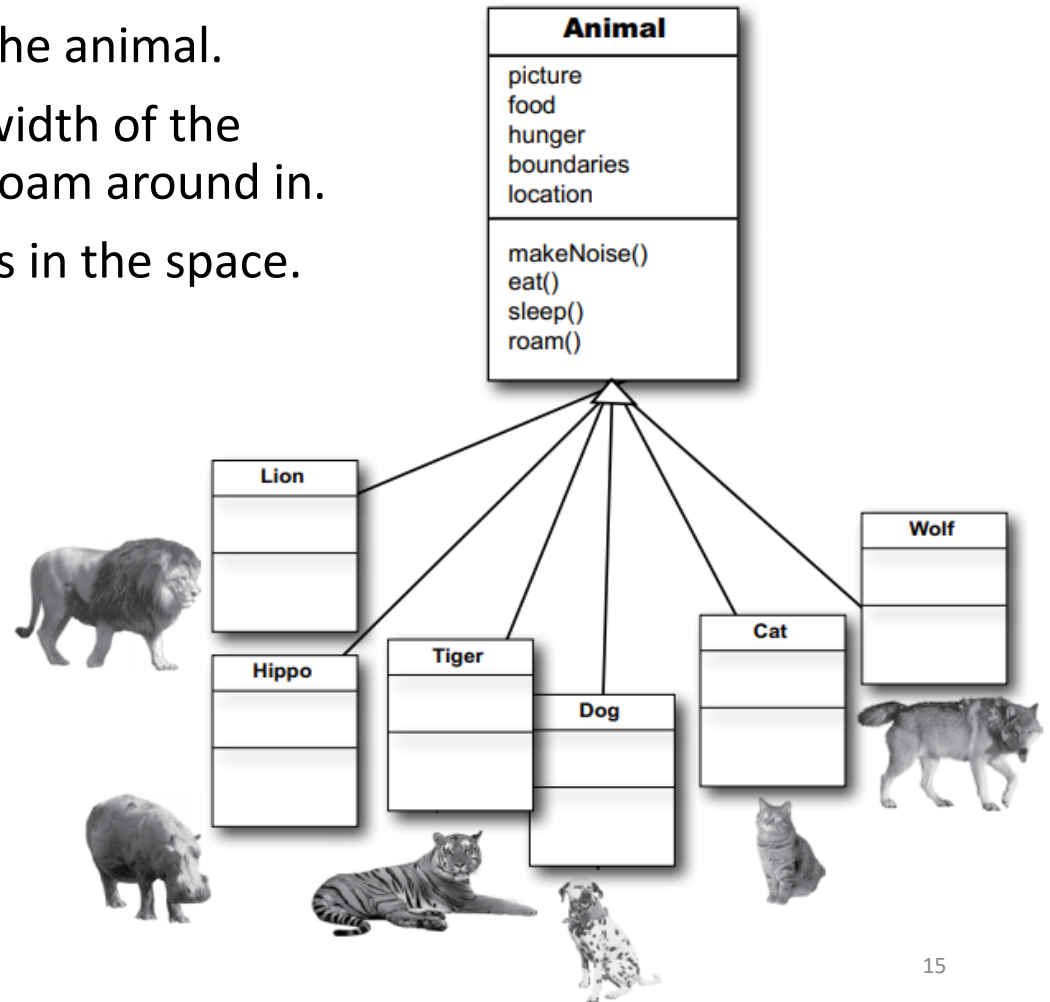 he animal.
width of the
oam around in.
s in the space.
Animal
picture
food
hunger
boundaries
location
makeNoise()
eat()
sleep()
roam()
Lion
Wolf
Cat
Tiger
Hippo
Dog
15